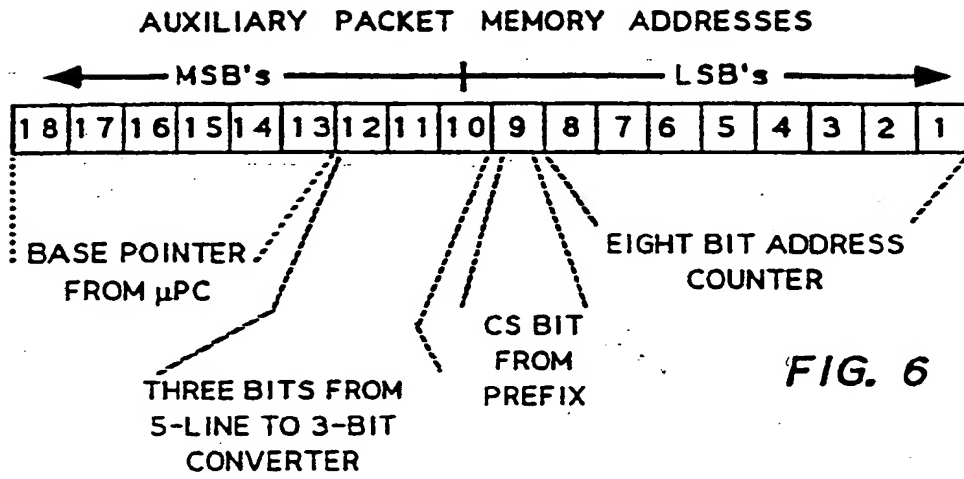 AUXILIARY PACKET MEMORY ADDRESSES
MSB's LSB's
18 17 16 15 14 13 12 11 10 9 8 7 6 5 4 3 2 1
BASE POINTER
FROM μPC
EIGHT BIT ADDRESS
COUNTER
CS BIT
FROM
PREFIX
THREE BITS FROM
5-LINE TO 3-BIT
CONVERTER
FIG. 6